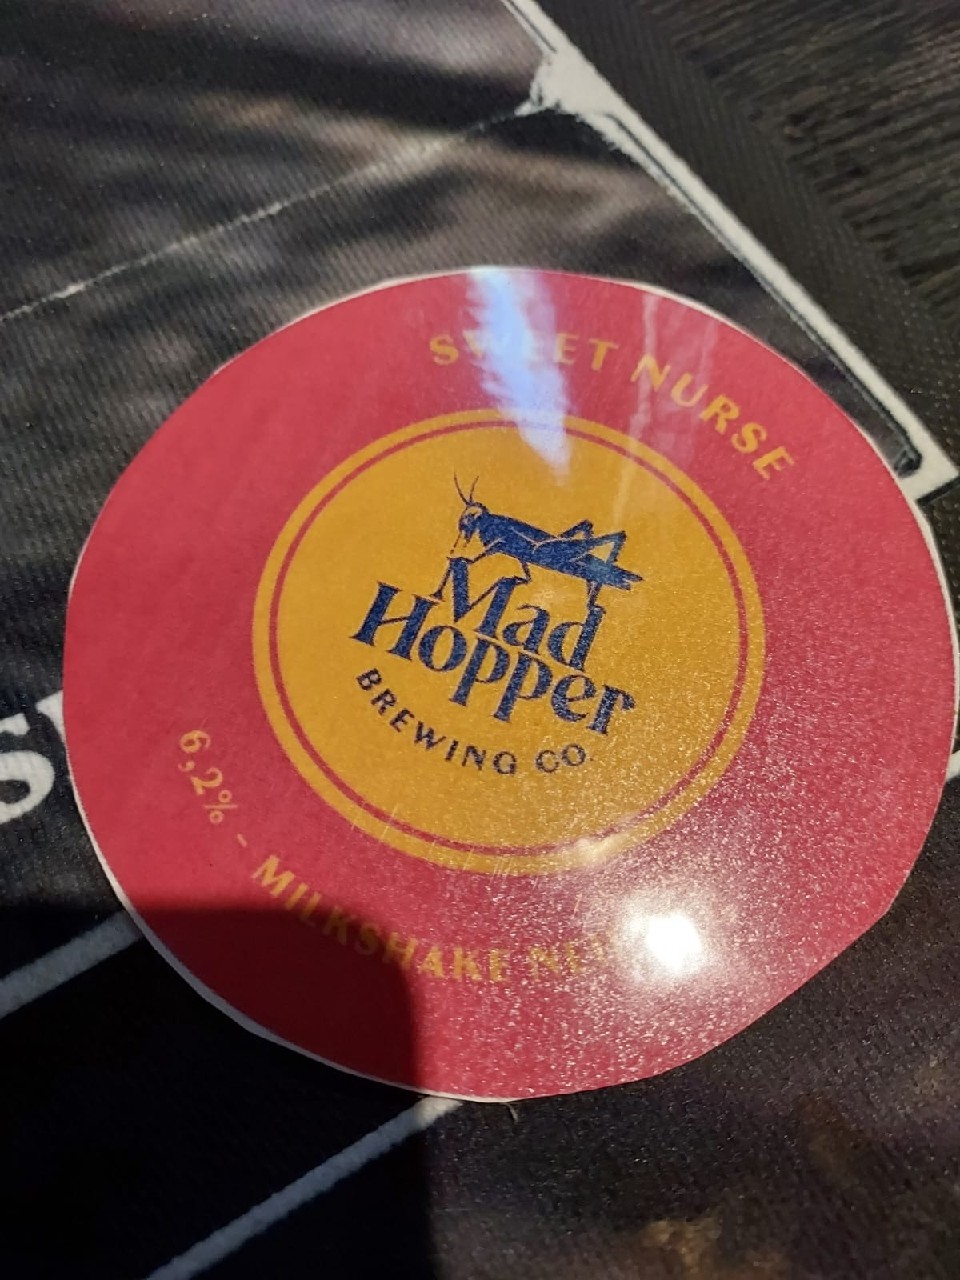 SWEET NURSE
Mad
Hopper
BREWING CO.
6,2% - MILKSHAKE